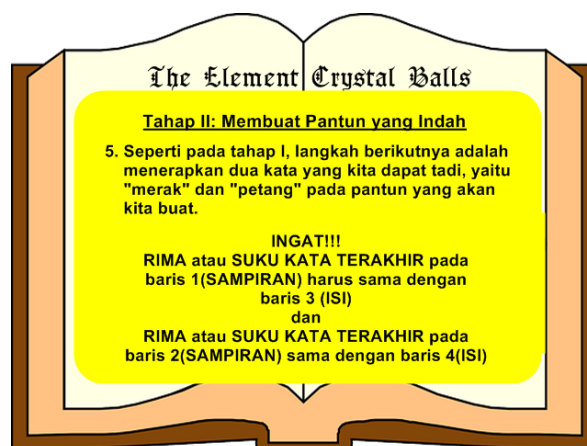 The Element Crystal Balls
Tahap II: Membuat Pantun yang Indah
5. Seperti pada tahap I, langkah berikutnya adalah
menerapkan dua kata yang kita dapat tadi, yaitu
"merak" dan "petang" pada pantun yang akan
kita buat.
INGAT!!!
RIMA atau SUKU KATA TERAKHIR pada
baris 1(SAMPIRAN) harus sama dengan
baris 3 (ISI)
dan
RIMA atau SUKU KATA TERAKHIR pada
baris 2(SAMPIRAN) sama dengan baris 4(ISI)